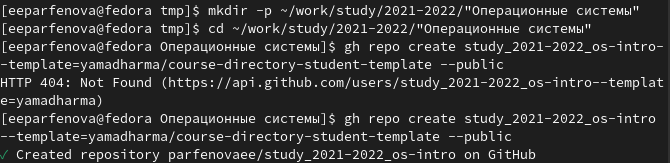 [eeparfenova@fedora tmp]$ mkdir -p ~/work/study/2021-2022/"Операционные системы"
[eeparfenova@fedora tmp]$ cd ~/work/study/2021-2022/"Операционные системы"
[eeparfenova@fedora Операционные системы]$ gh repo create study_2021-2022_os-intro-
-template=yamadharma/course-directory-student-template --public
HTTP 404: Not Found (https://api.github.com/users/study_2021-2022_os-intro--templat
e=yamadharma)
[eeparfenova@fedora Операционные системы]$ gh repo create study_2021-2022_os-intro
--template=yamadharma/course-directory-student-template --public
✓ Created repository parfenovaee/study_2021-2022_os-intro on GitHub